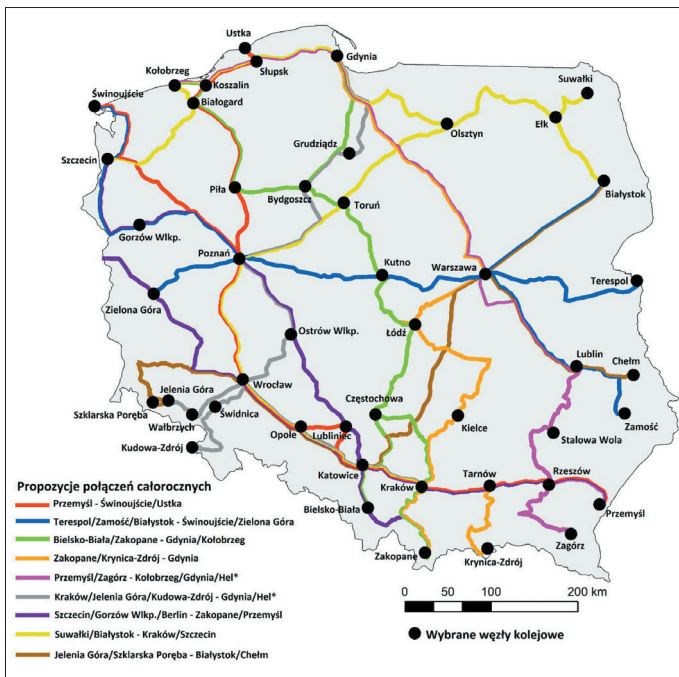 Ustka
Gdynia
Słupsk
Kołobrzeg
Koszalin
Suwałki
Świnoujście
Białogard
Olsztyn
Ełk
Grudziądz
Szczecin
Piła
Bydgoszcz
Toruń
Białystok
Gorzów Wlkp.
Poznań
Kutno
Warszawa
Terespol
Zielona Góra
Łódź
Ostrów Wlkp.
Lublin
Chełm
Wrocław
Jelenia Góra
Szklarska Poręba
Świdnica
Wałbrzych
Częstochowa
Kielce
Zamość
Opole
Lubliniec
Stalowa Wola
Kudowa-Zdrój
Katowice
Kraków
Tarnów
Rzeszów
Przemyśl
Bielsko-Biała
Zagórz
Zakopane
Krynica-Zdrój
Propozycje połączeń całorocznych
Przemyśl - Świnoujście/Ustka
Terespol/Zamość/Białystok - Świnoujście/Zielona Góra
Bielsko-Biała/Zakopane - Gdynia/Kołobrzeg
Zakopane/Krynica-Zdrój - Gdynia
Przemyśl/Zagórz - Kołobrzeg/Gdynia/Hel*
Kraków/Jelenia Góra/Kudowa-Zdrój - Gdynia/Hel*
Szczecin/Gorzów Wlkp./Berlin - Zakopane/Przemyśl
Suwałki/Białystok - Kraków/Szczecin
Jelenia Góra/Szklarska Poręba - Białystok/Chełm
0 100 200 km
Wybrane węzły kolejowe